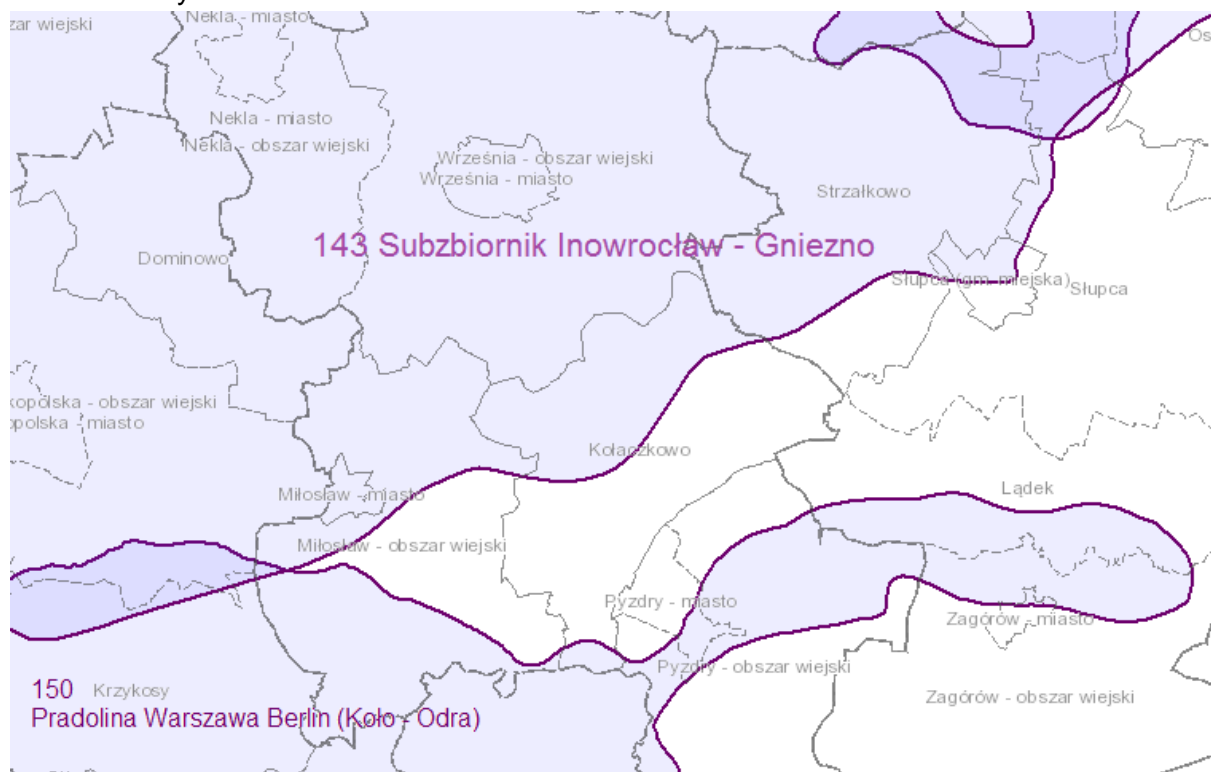 zar wiejski
Nekla - miasto
Os
Nekla - miasto
Nekla - obszar wiejski
Września - obszar wiejski
Września - miasto
Strzałkowo
143 Subzbiornik Inowrocław - Gniezno
Dominowo
Słupca (gm. miejska)
Słupca
kopolska - obszar wiejski
opolska - miasto
Kołaczkowo
Miłosław - miasto
Lądek
Miłosław - obszar wiejski
Pyzdry - miasto
Zagórów - miasto
Pyzdry - obszar wiejski
150
Krzykosy
Zagórów - obszar wiejski
Pradolina Warszawa Berlin (Koło - Odra)